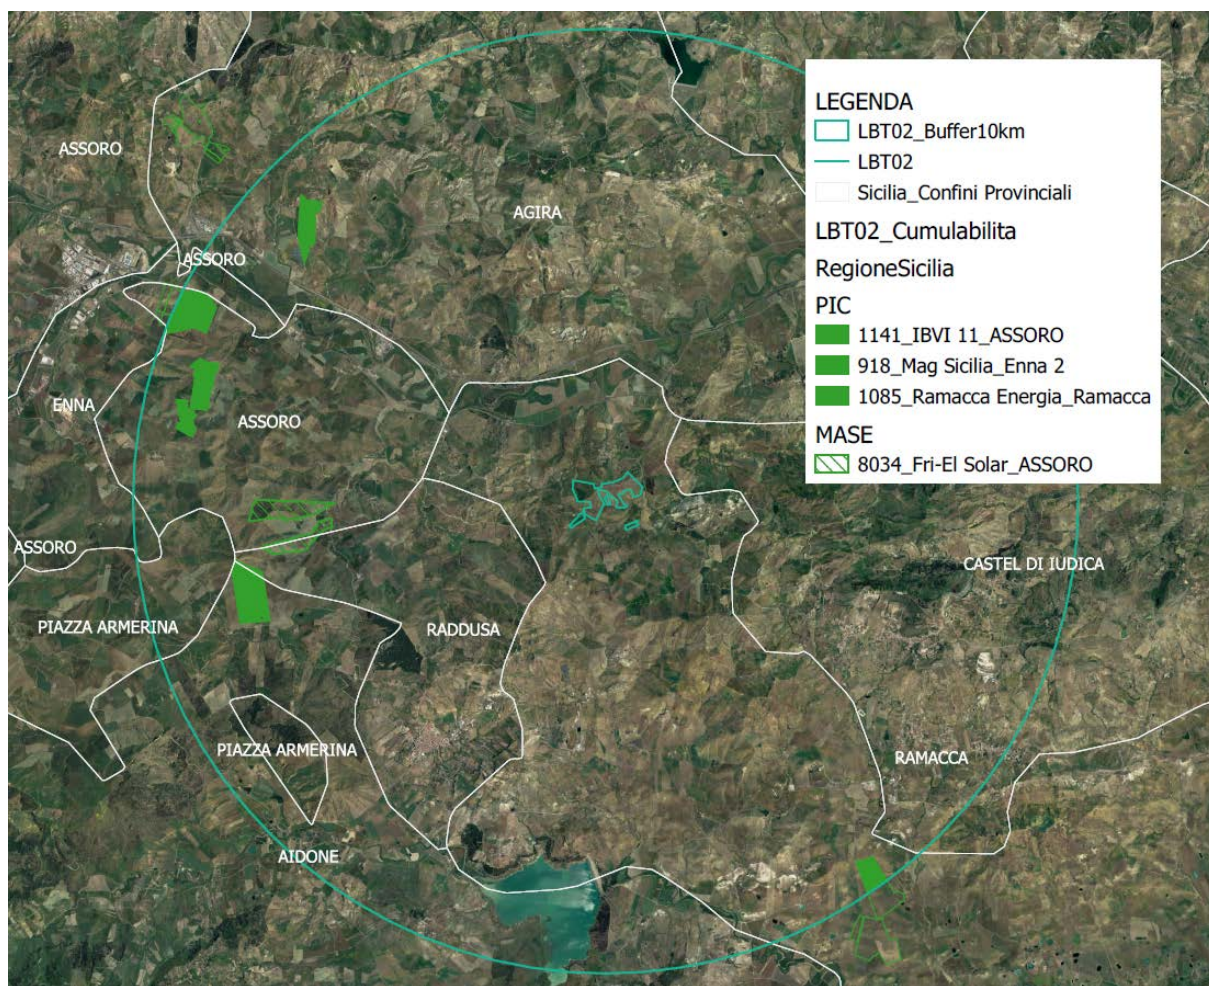 LEGENDA
LBT02_Buffer10km
LBT02
Sicilia_Confini Provinciali
LBT02_Cumulabilita
RegioneSicilia
PIC
1141_IBVI 11_ASSORO
918_Mag Sicilia_Enna 2
1085_Ramacca Energia_Ramacca
MASE
8034_Fri-El Solar_ASSORO
ASSORO
AGIRA
ASSORO
ENNA
ASSORO
ASSORO
CASTEL DI IUDICA
PIAZZA ARMERINA
RADDUSA
PIAZZA ARMERINA
RAMACCA
AIDONE